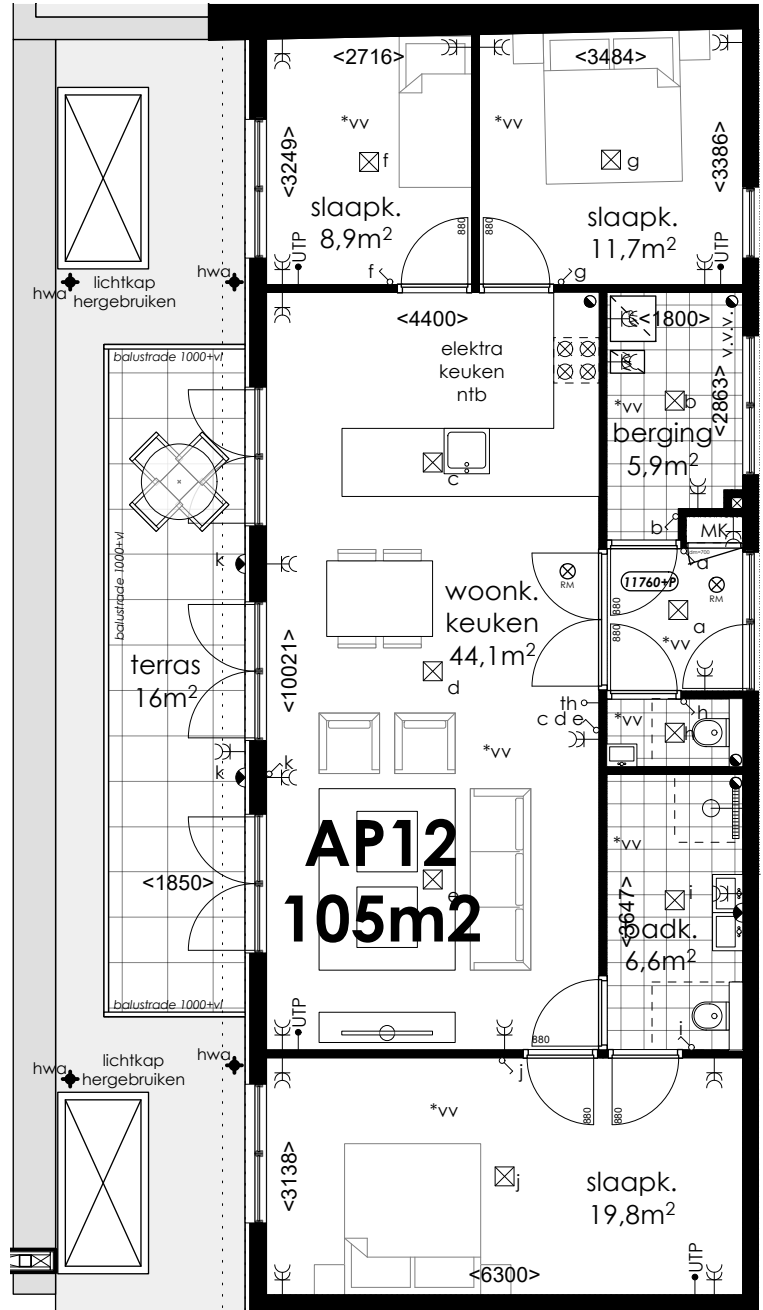 <2716>
<3484>
*vv
*vv
<3249>
<3386>
f
g
slaapk.
8,9m²
slaapk.
11,7m²
880
880
UTP
UTP
f
g
hwa
lichtkap
hergebruiken
hwa
<4400>
<1800>
v.v.v.
balustrade 1000+vl
elektra
keuken
ntb
b
*vv
<2863>
berging
5,9m²
c
b
MK
balustrade 1000+vl
k
RM
dm=700
a
11760+P
RM
woonk.
keuken
44,1m²
880
880
a
*vv
terras
16m²
<10021>
d
th
c d e
h
*vv
h
*vv
k
k
AP12
105m2
*vv
<1850>
e
i
<3647>
badk.
6,6m²
balustrade 1000+vl
UTP
880
i
hwa
lichtkap
hergebruiken
hwa
j
880
880
*vv
<3138>
j
slaapk.
19,8m²
UTP
<6300>